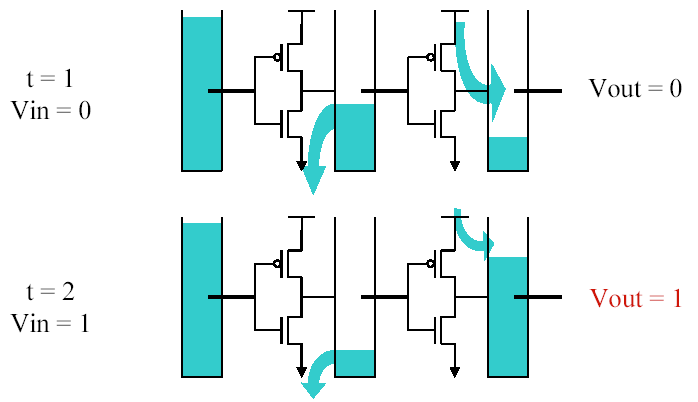 t = 1
Vin = 0
Vout = 0
t = 2
Vin = 1
Vout = 1